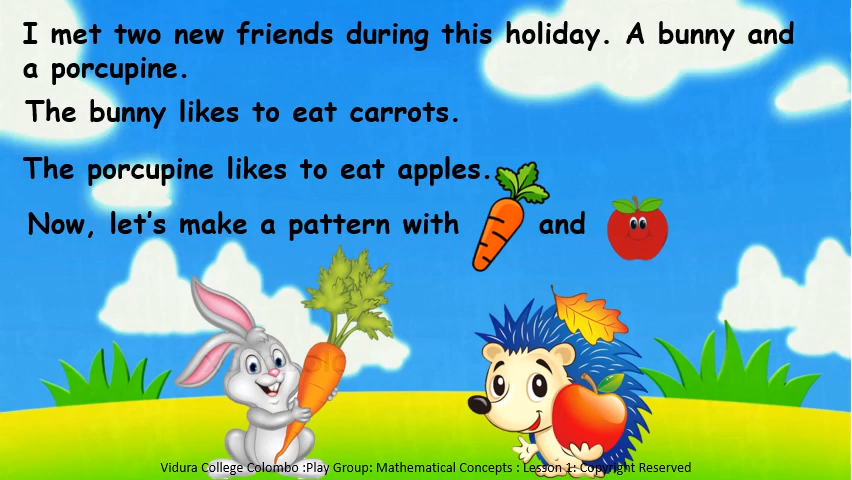 I met two new friends during this holiday. A bunny and
a porcupine.
The bunny likes to eat carrots.
The porcupine likes to eat apples.
Now, let's make a pattern with and
Vidura College Colombo :Play Group: Mathematical Concepts : Lesson 1: Copyright Reserved